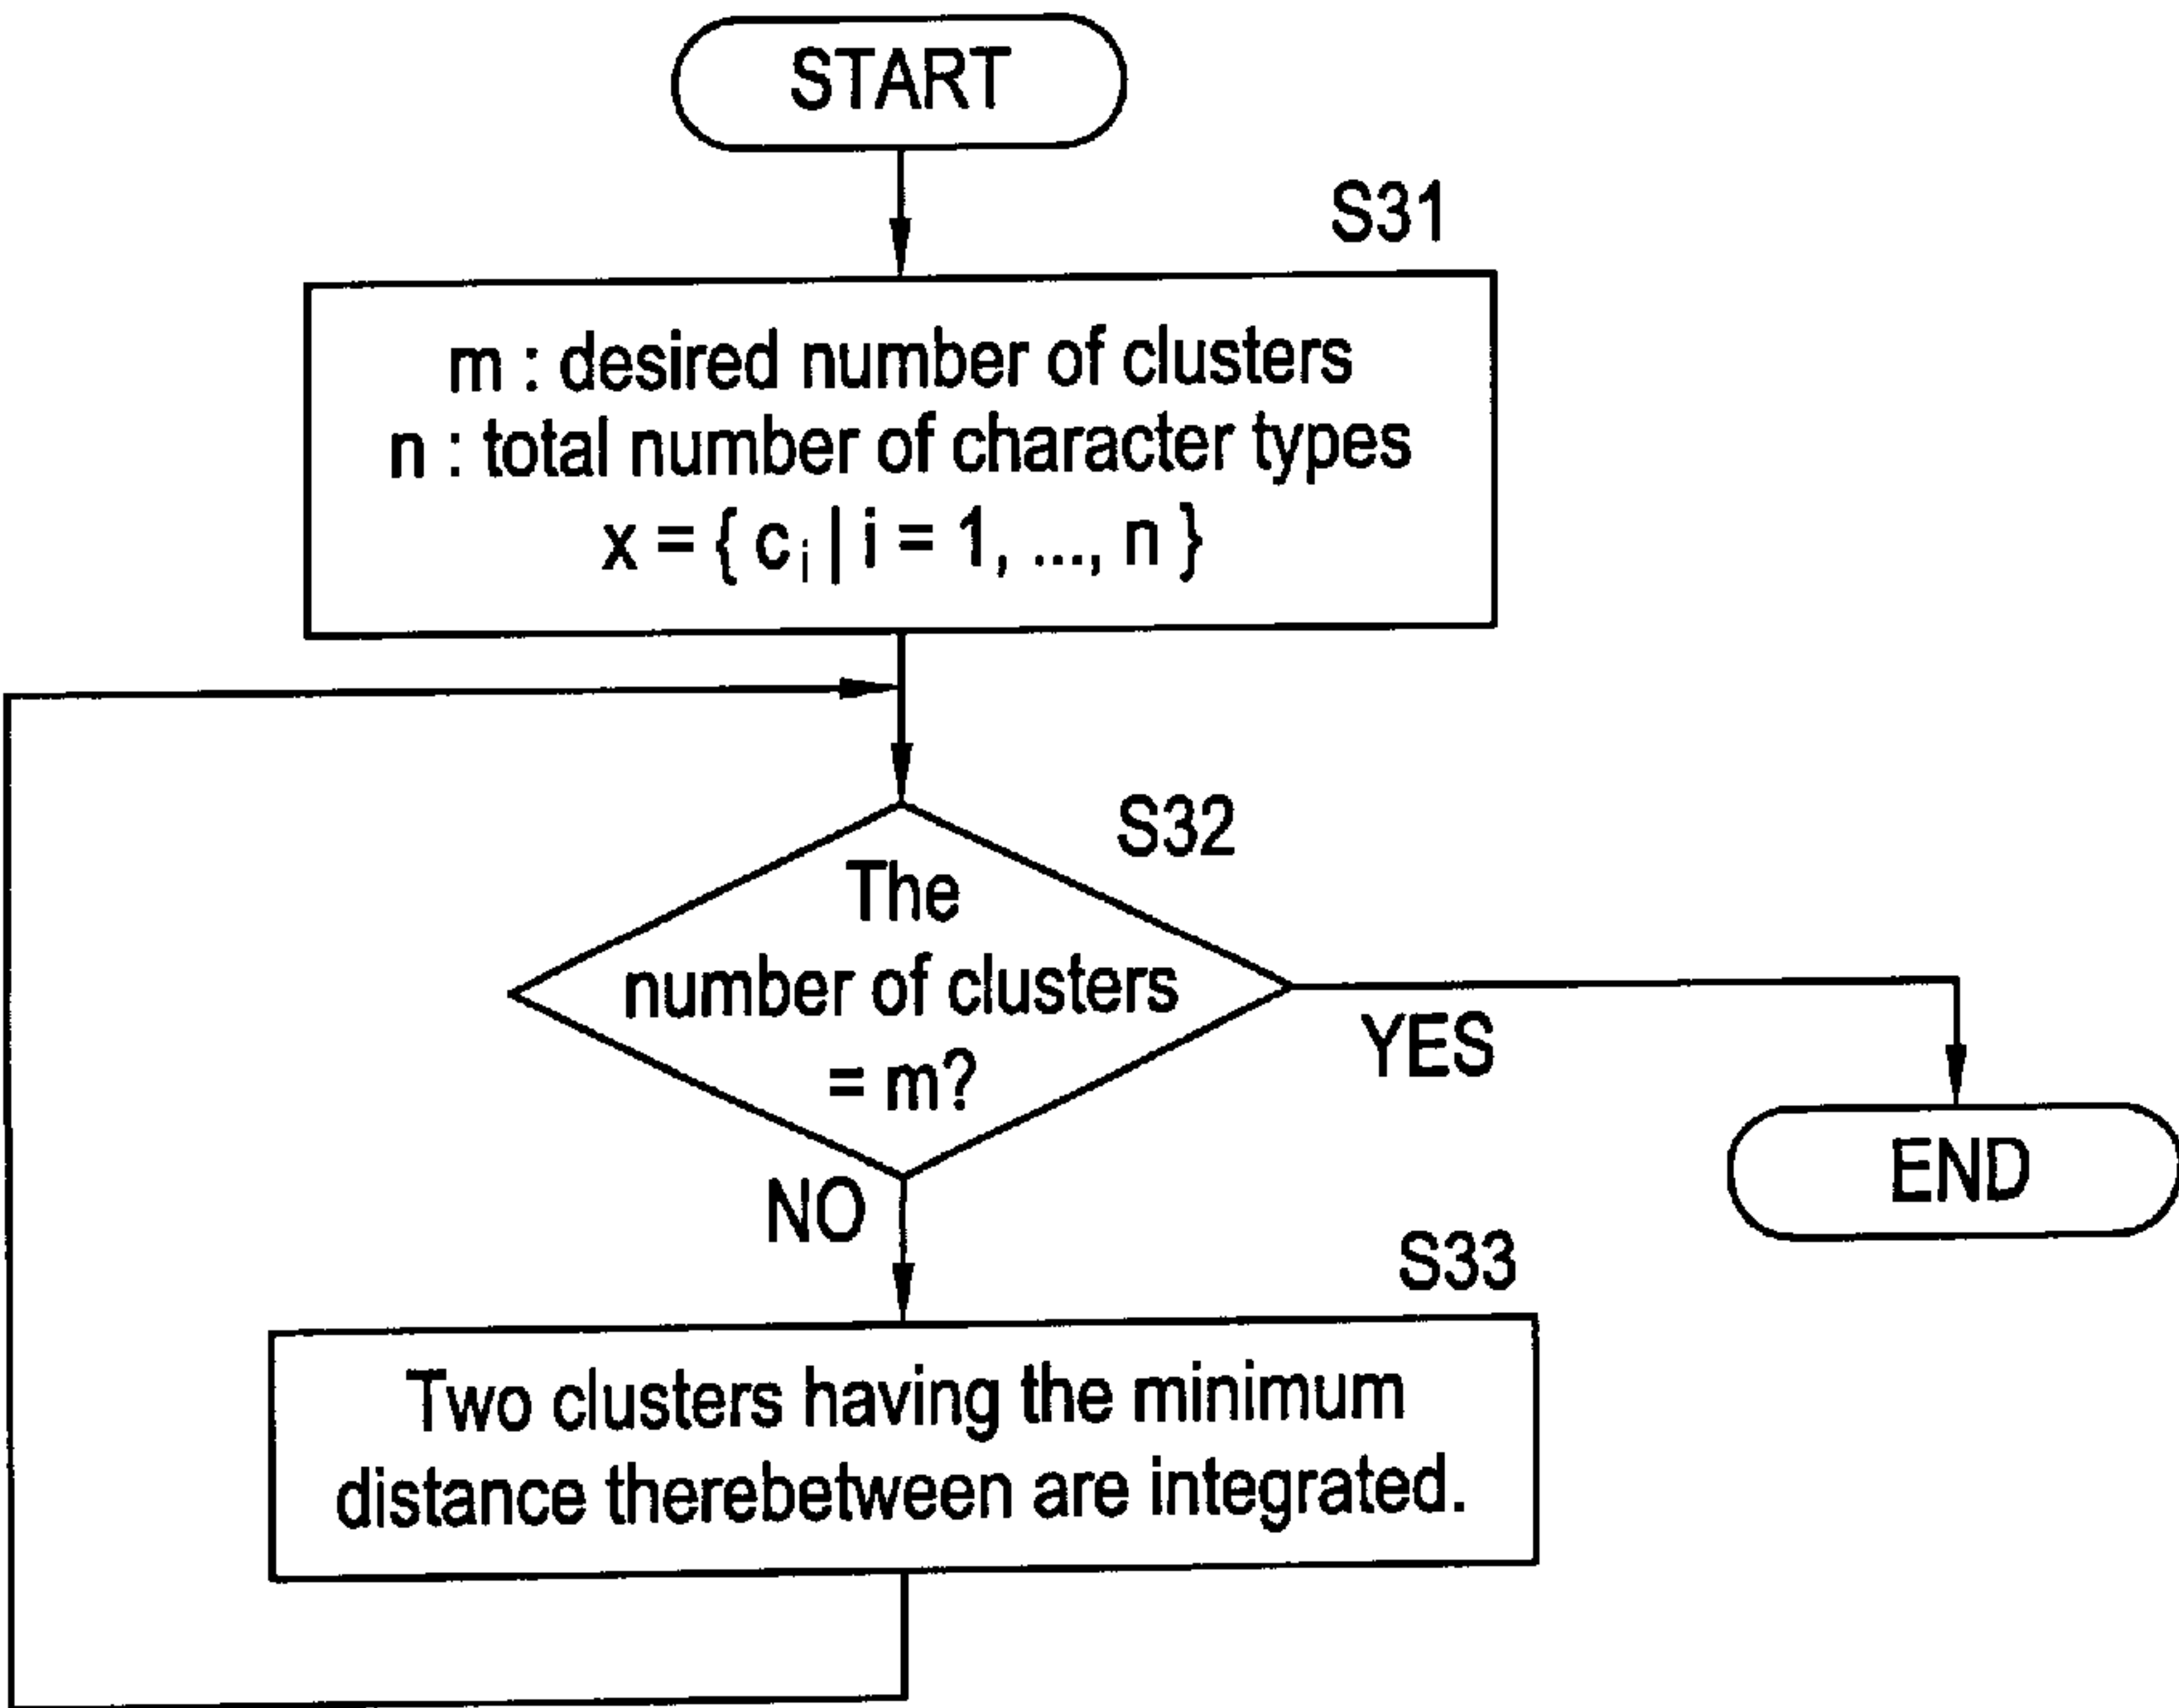 START
S31
m : desired number of clusters
n : total number of character types
x = { c i | i = 1, ..., n }
S32
The
number of clusters
= m?
YES
NO
END
S33
Two clusters having the minimum
distance therebetween are integrated.